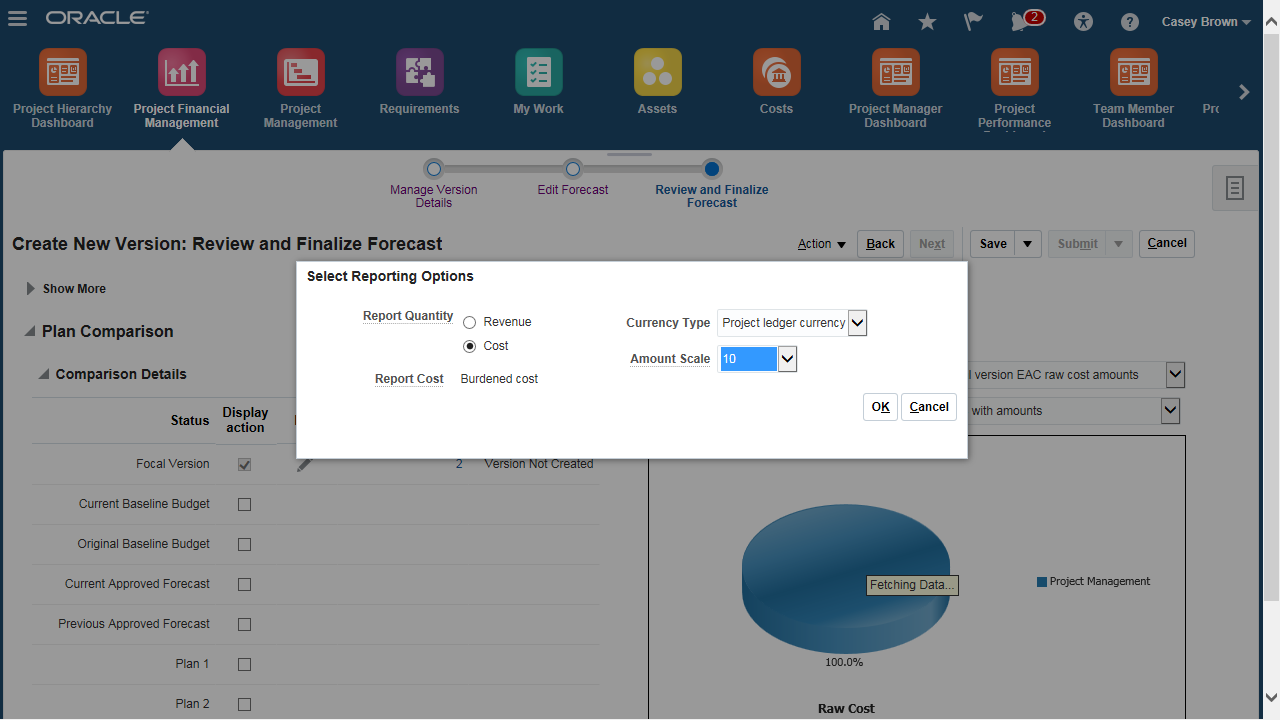 ORACLE
2
Casey Brown
Project Hierarchy
Dashboard
Project Financial
Management
Project
Management
Requirements
My Work
Assets
Costs
Project Manager
Dashboard
Project
Performance
Team Member
Dashboard
Manage Version
Details
Edit Forecast
Review and Finalize
Forecast
Create New Version: Review and Finalize Forecast
Action
Back
Next
Save
Submit
Cancel
Show More
Plan Comparison
Comparison Details
Select Reporting Options
Report Quantity
Revenue
Cost
Report Cost
Burdened cost
Currency Type
Project ledger currency
Amount Scale
10
OK
Cancel
version EAC raw cost amounts
with amounts
Status
Display
action
Focal Version
2
Version Not Created
Current Baseline Budget
Original Baseline Budget
Current Approved Forecast
Previous Approved Forecast
Plan 1
Plan 2
Fetching Data...
Project Management
100.0%
Raw Cost